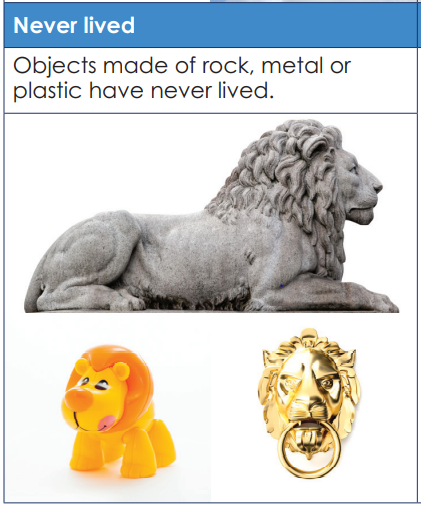 Never lived
Objects made of rock, metal or
plastic have never lived.